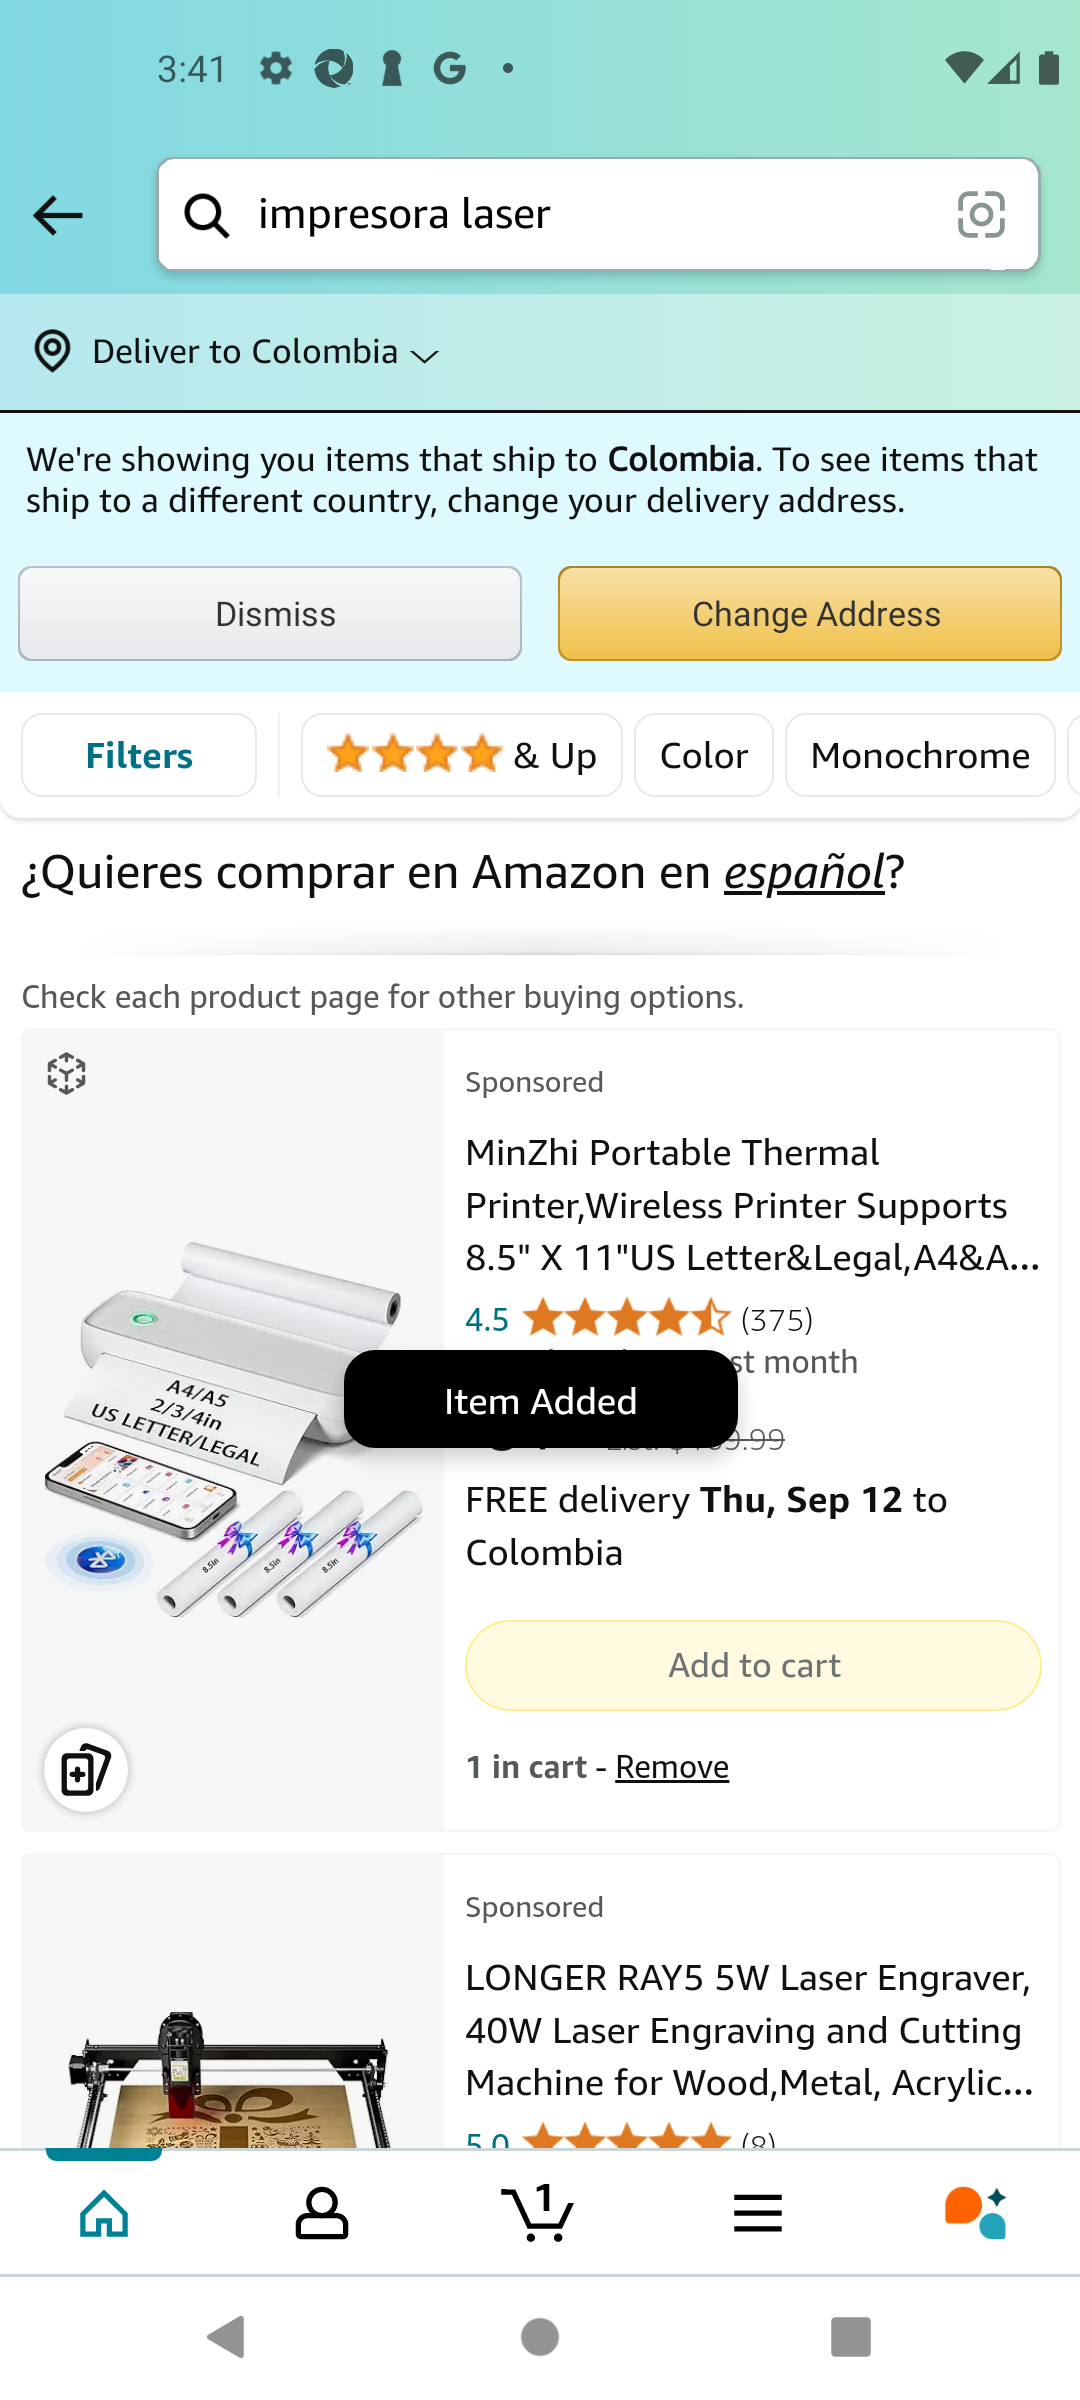 3:41
impresora laser
Deliver to Colombia
We're showing you items that ship to Colombia. To see items that
ship to a different country, change your delivery address.
Dismiss
Change Address
Filters
& Up
Color
Monochrome
¿Quieres comprar en Amazon en español?
Check each product page for other buying options.
Sponsored
MinZhi Portable Thermal
Printer,Wireless Printer Supports
8.5" X 11"US Letter&Legal,A4&A...
4.5
(375)
st month
Item Added
9.99
FREE delivery Thu, Sep 12 to
Colombia
Add to cart
1 in cart - Remove
A4/A5
2/3/4in
US LETTER/LEGAL
8.5in
8.5in
8.5in
Sponsored
LONGER RAY5 5W Laser Engraver,
40W Laser Engraving and Cutting
Machine for Wood,Metal, Acrylic...
5.0
(8)
1